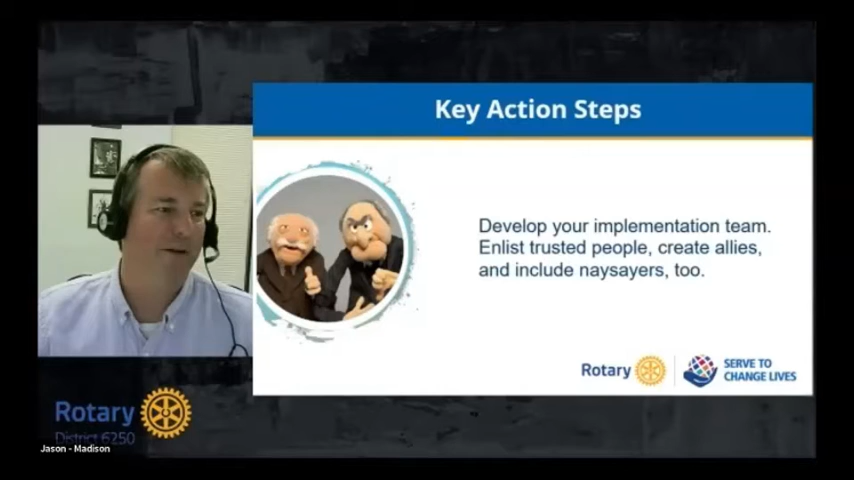 Key Action Steps
Develop your implementation team.
Enlist trusted people, create allies,
and include naysayers, too.
Rotary
SERVE TO
CHANGE LIVES
Rotary
District 6250
Jason - Madison